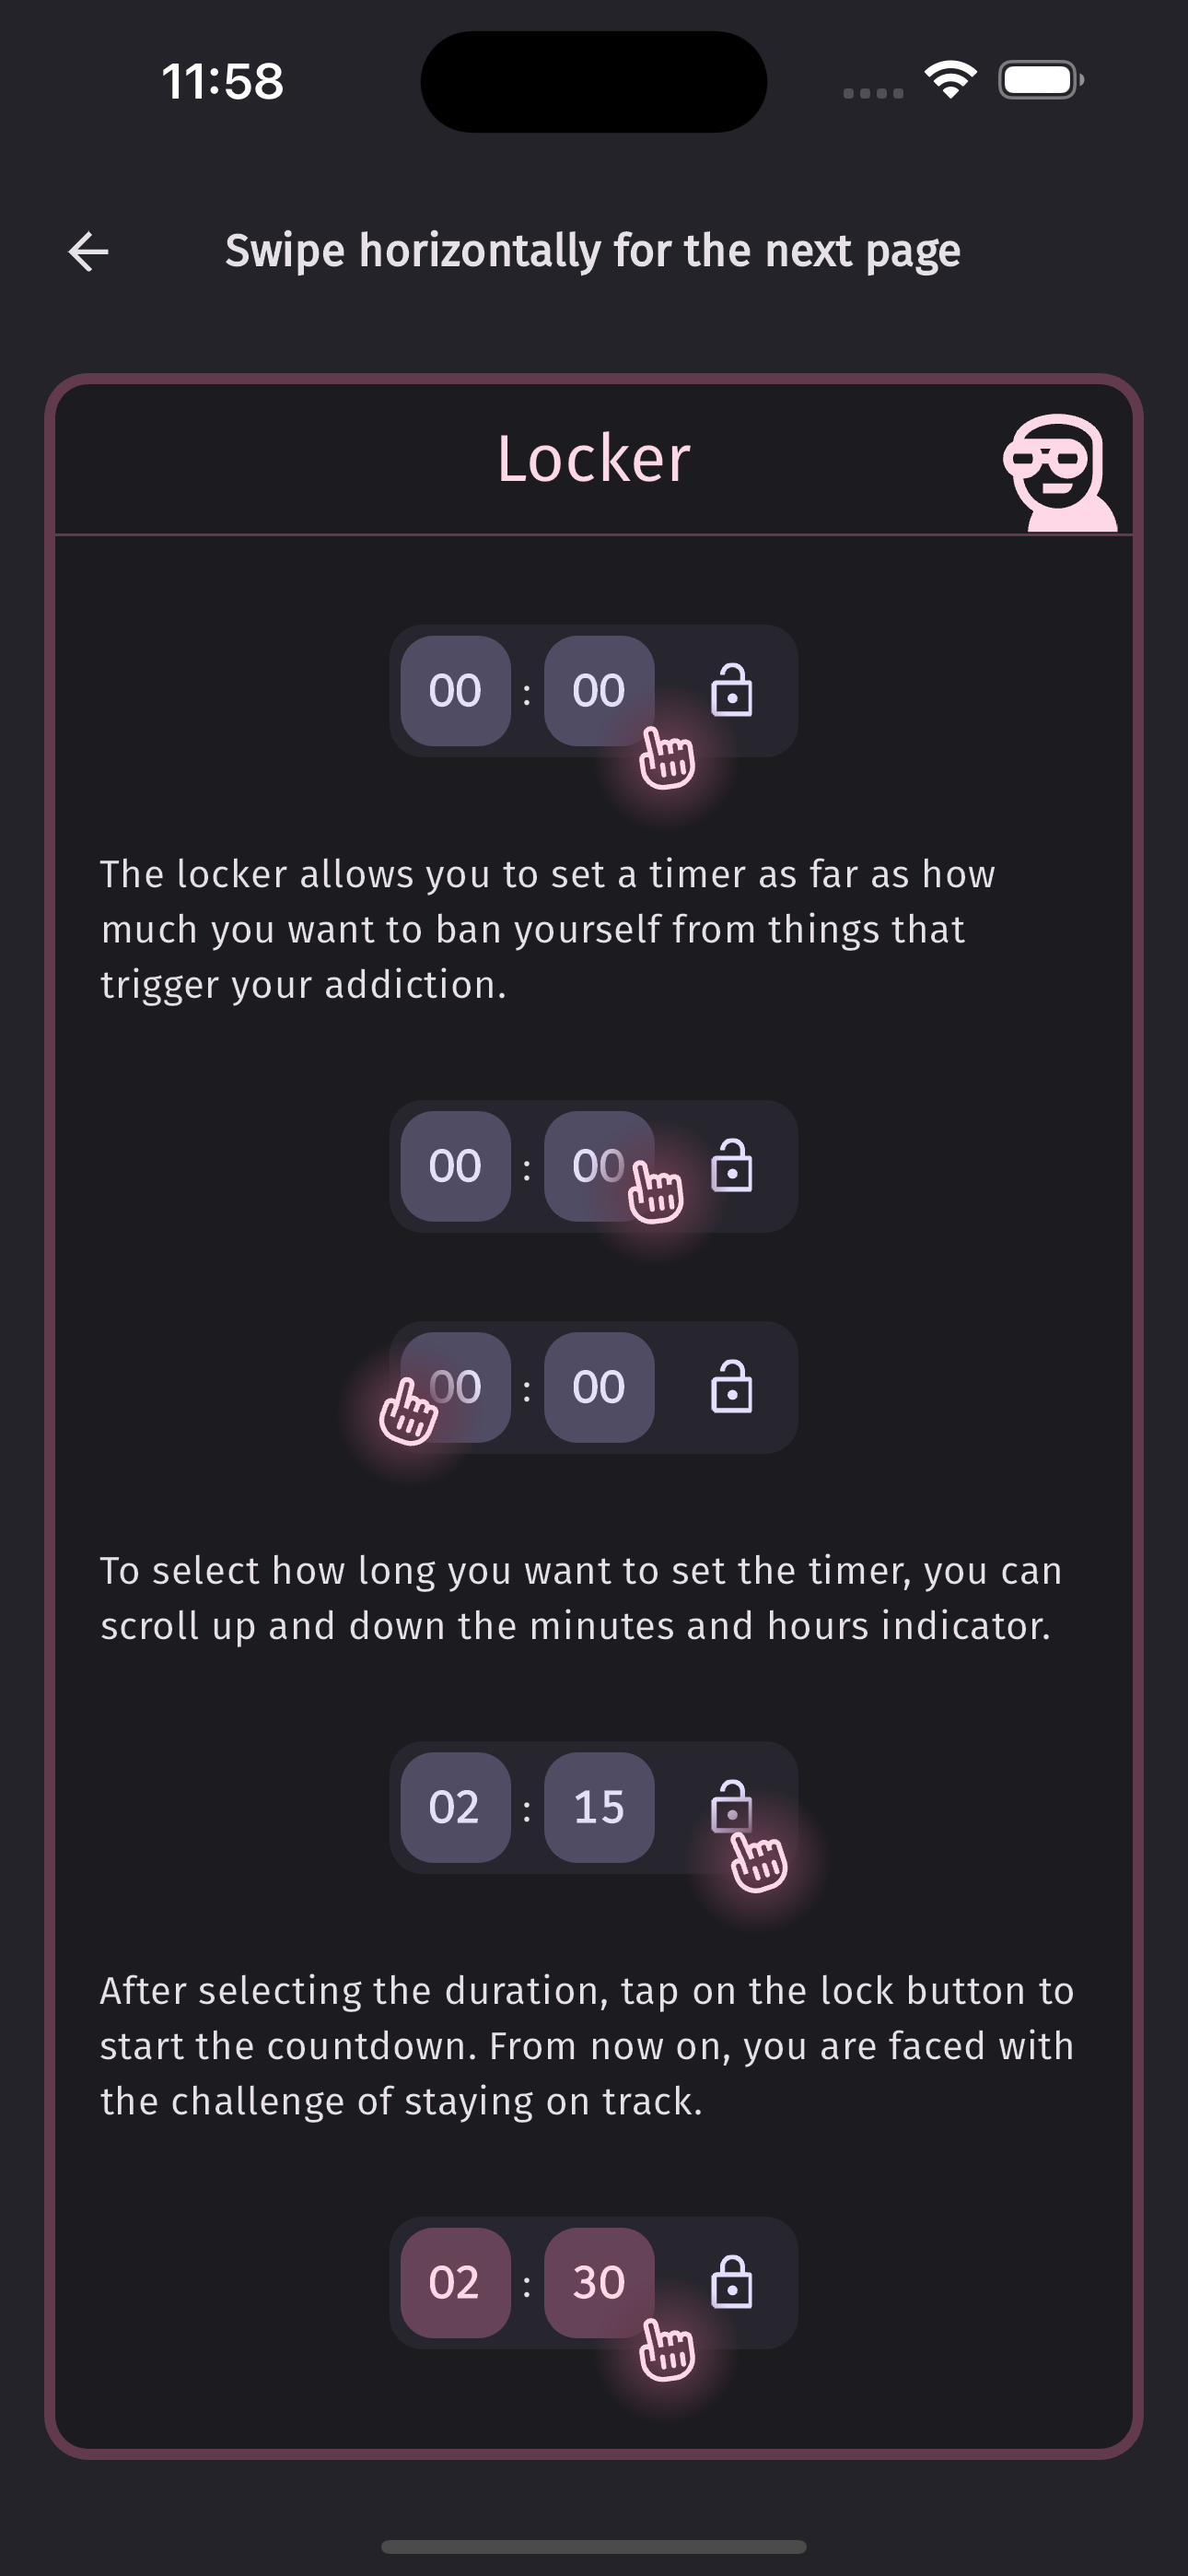 11:58
Swipe horizontally for the next page
Locker
00 : 00
The locker allows you to set a timer as far as how
much you want to ban yourself from things that
trigger your addiction.
00 : 00
00 : 00
To select how long you want to set the timer, you can
scroll up and down the minutes and hours indicator.
02 : 15
After selecting the duration, tap on the lock button to
start the countdown. From now on, you are faced with
the challenge of staying on track.
02 : 30